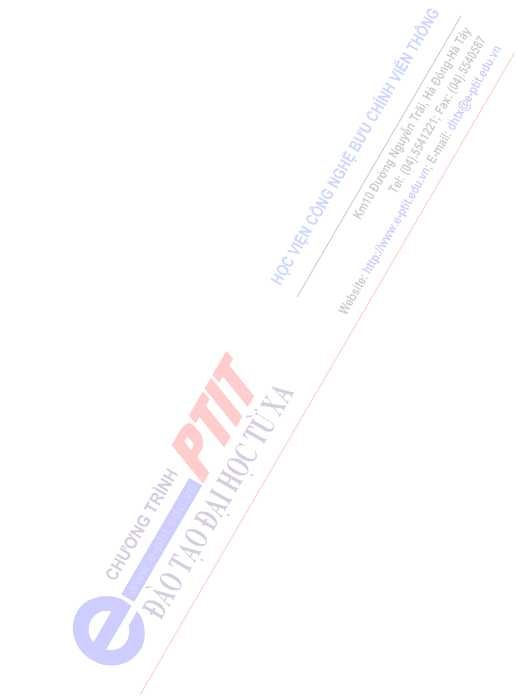 HỌC VIỆN CÔNG NGHỆ BƯU CHÍNH VIỄN THÔNG
Km10 Đường Nguyễn Trãi, Hà Đông-Hà Tây
Tel: (04).5541221; Fax: (04).5540587
Website: http://www.e-ptit.edu.vn; E-mail: dhtx@e-ptit.edu.vn
CHƯƠNG TRÌNH
PTIT
e
ĐÀO TẠO ĐẠI HỌC TỪ XA